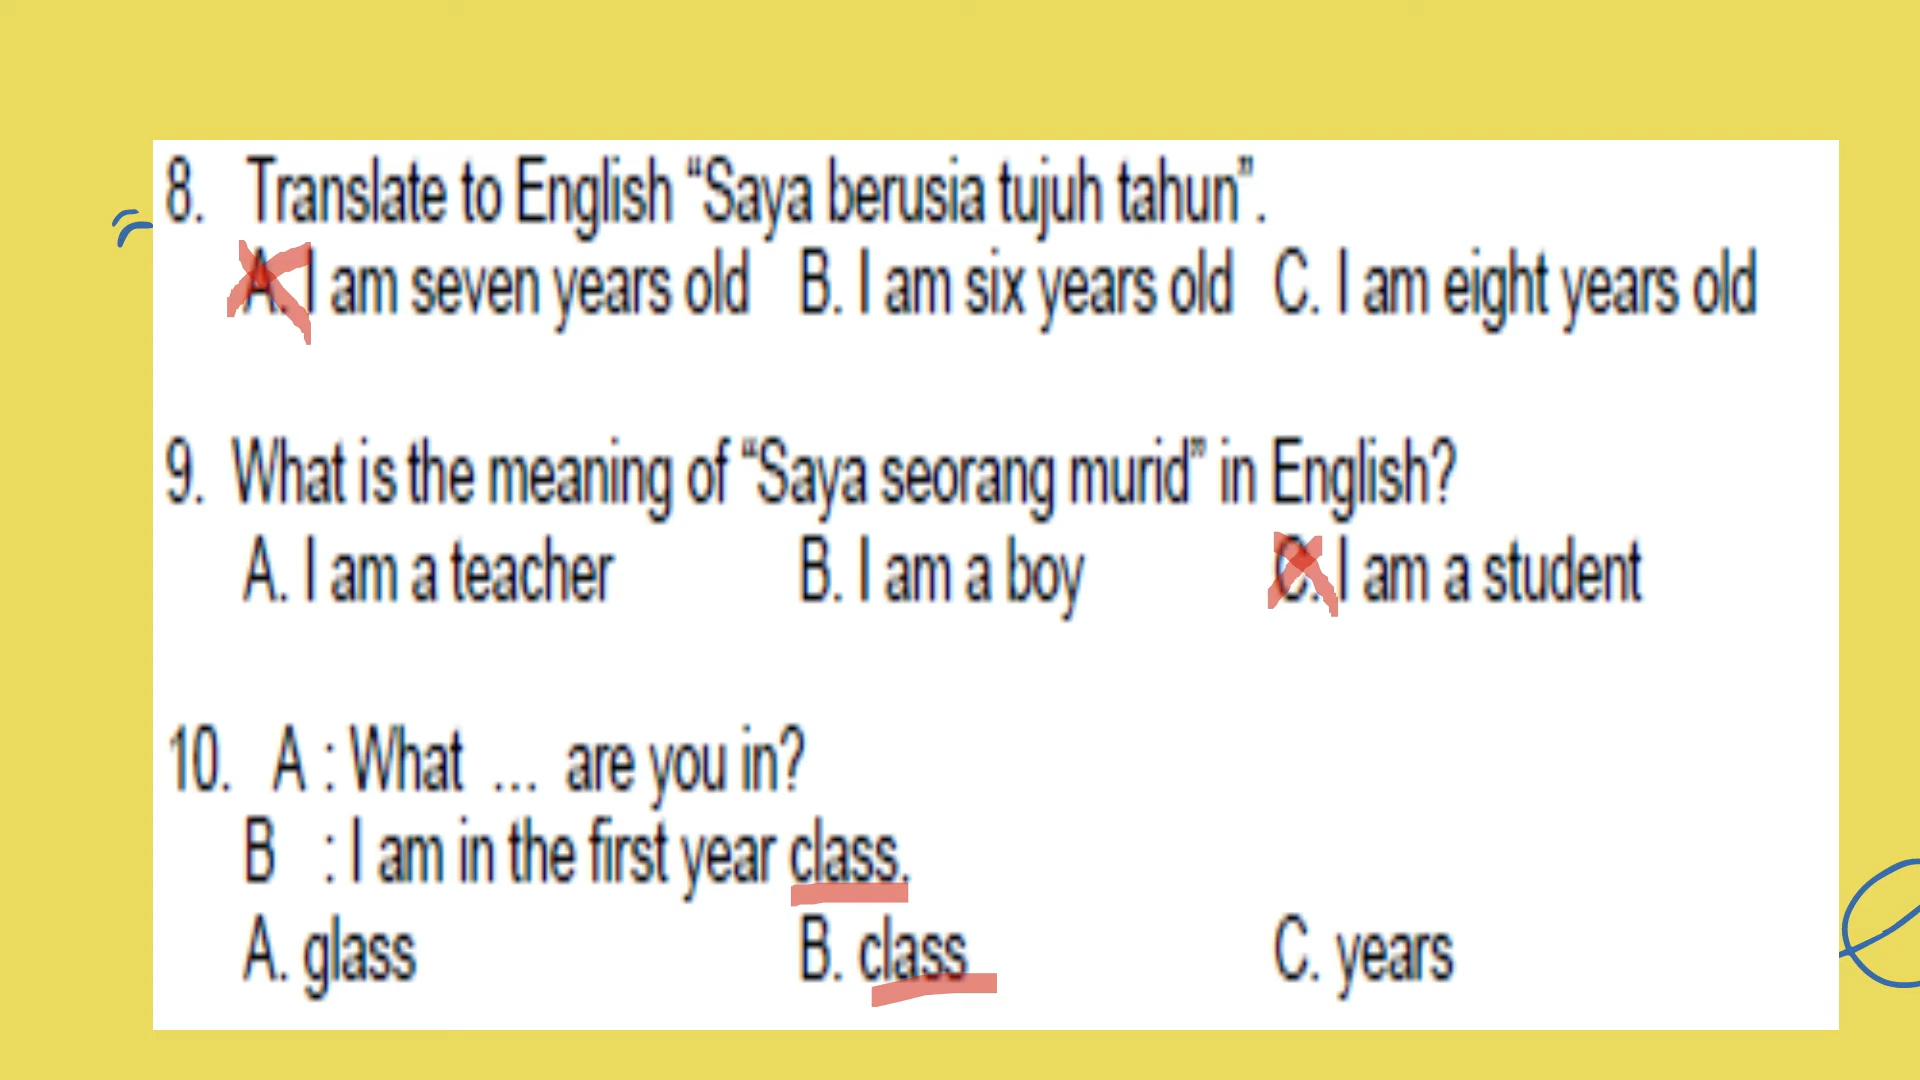 8. Translate to English “Saya berusia tujuh tahun”.
A. I am seven years old B. I am six years old C. I am eight years old
9. What is the meaning of “Saya seorang murid” in English?
A. I am a teacher B. I am a boy C. I am a student
10. A : What … are you in?
B : I am in the first year class.
A. glass B. class C. years